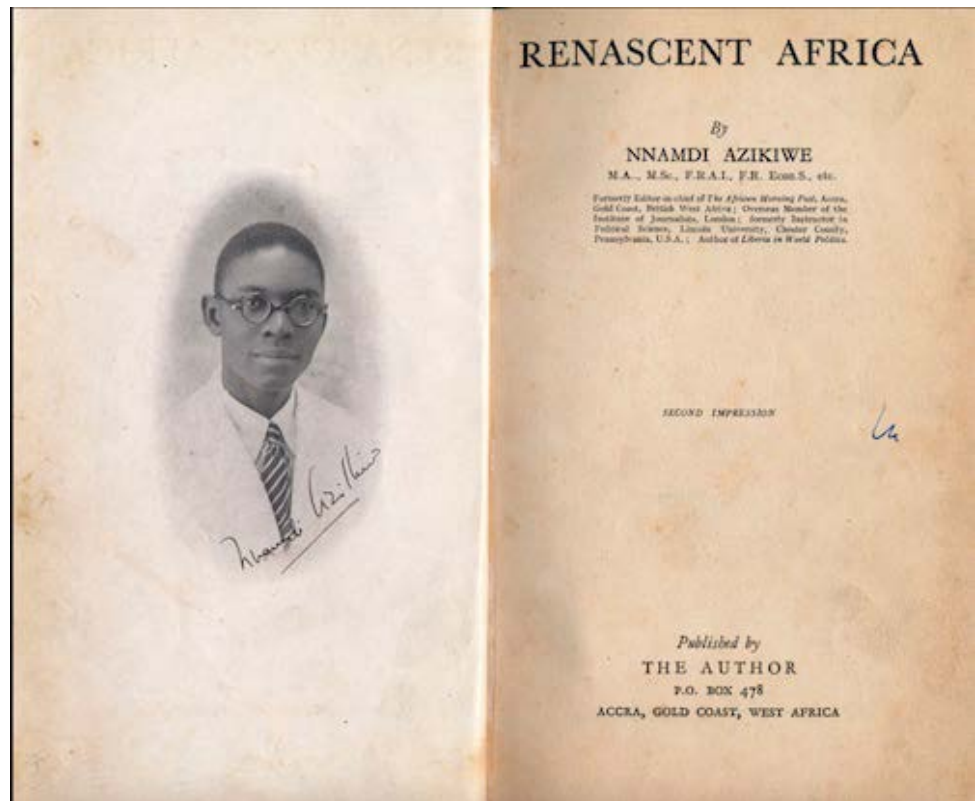 Nnamdi Azikiwe
RENASCENT AFRICA
By
NNAMDI AZIKIWE
M.A., M.Sc., F.R.A.I., F.R. Econ.S., etc.
Formerly Editor-in-chief of The African Morning Post, Accra,
Gold Coast, British West Africa; Overseas Member of the
Institute of Journalists, London; formerly Instructor in
Political Science, Lincoln University, Chester County,
Pennsylvania, U.S.A.; Author of Liberia in World Politics.
SECOND IMPRESSION
Published by
THE AUTHOR
P.O. BOX 478
ACCRA, GOLD COAST, WEST AFRICA